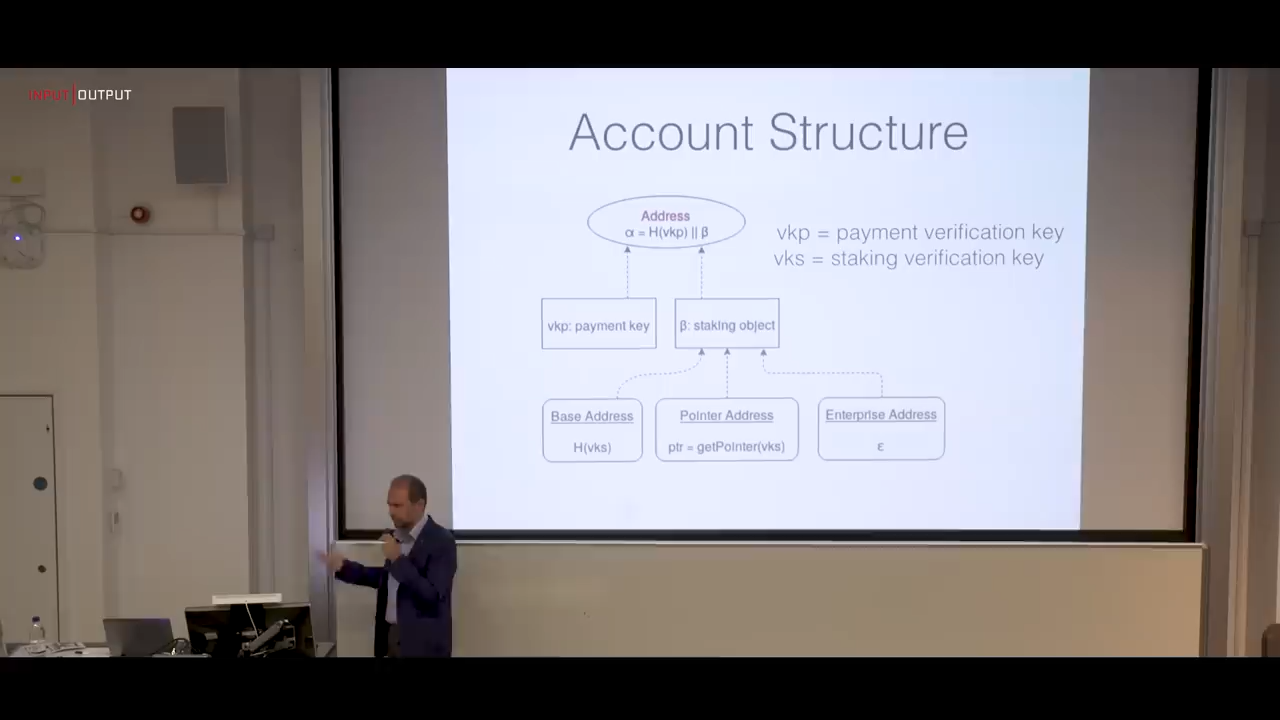 INPUT|OUTPUT
Account Structure
Address
α = H(vkp) || β
vkp = payment verification key
vks = staking verification key
vkp: payment key
β: staking object
Base Address
H(vks)
Pointer Address
ptr = getPointer(vks)
Enterprise Address
ε